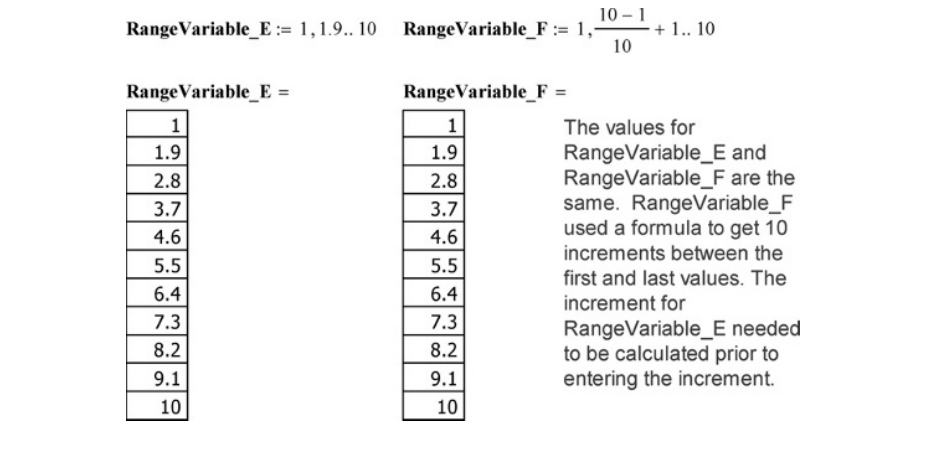 RangeVariable_E := 1,1.9.. 10 RangeVariable_F := 1, (10 − 1)/10 + 1.. 10
RangeVariable_E = RangeVariable_F =
1 1
1.9 1.9
2.8 2.8
3.7 3.7
4.6 4.6
5.5 5.5
6.4 6.4
7.3 7.3
8.2 8.2
9.1 9.1
10 10
The values for
RangeVariable_E and
RangeVariable_F are the
same. RangeVariable_F
used a formula to get 10
increments between the
first and last values. The
increment for
RangeVariable_E needed
to be calculated prior to
entering the increment.